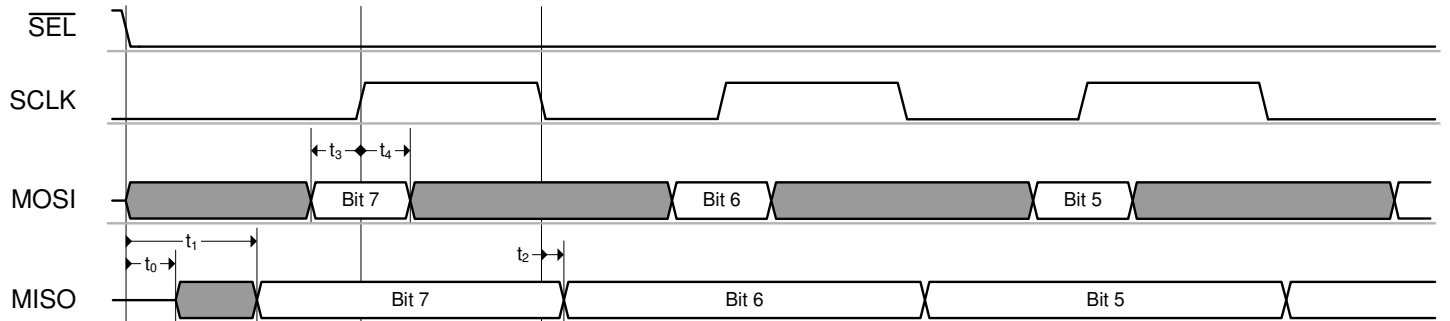 SEL
SCLK
t3 t4
MOSI Bit 7 Bit 6 Bit 5
t1
t2
t0
MISO Bit 7 Bit 6 Bit 5